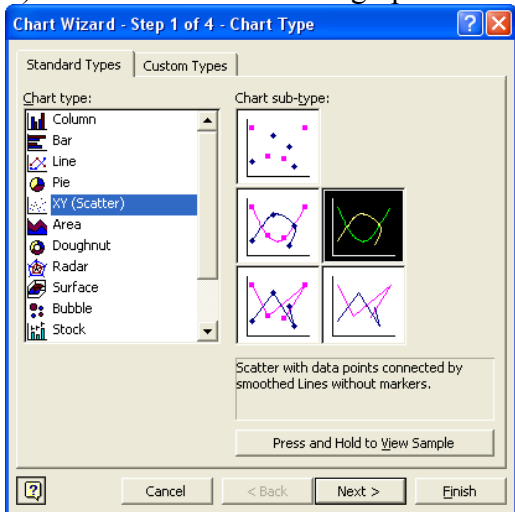 Chart Wizard - Step 1 of 4 - Chart Type
Standard Types
Custom Types
Chart type:
Column
Bar
Line
Pie
XY (Scatter)
Area
Doughnut
Radar
Surface
Bubble
Stock
Chart sub-type:
Scatter with data points connected by
smoothed Lines without markers.
Press and Hold to View Sample
Cancel
< Back
Next >
Finish